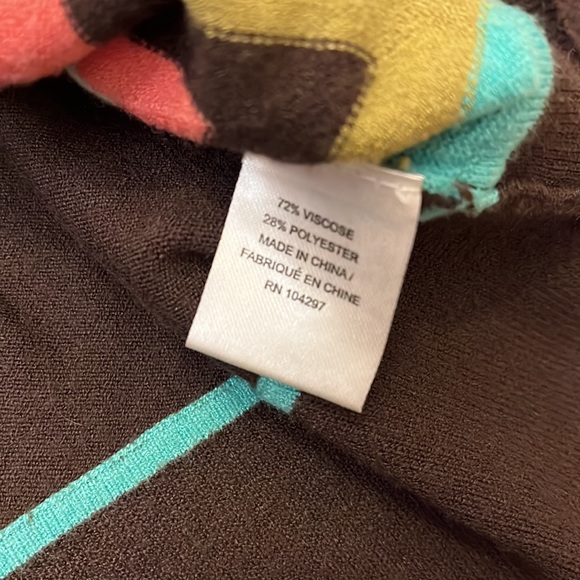 72% VISCOSE
28% POLYESTER
MADE IN CHINA/
FABRIQUÉ EN CHINE
RN 104297